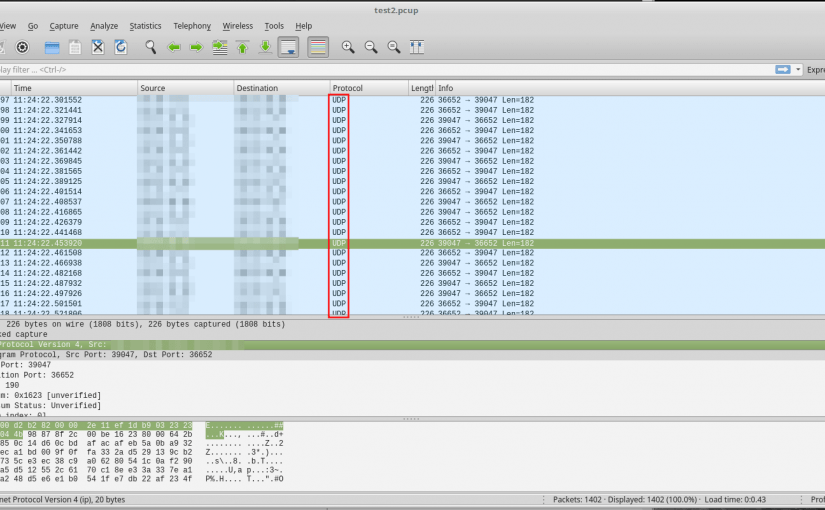 test2.pcup
View Go Capture Analyze Statistics Telephony Wireless Tools Help
lay filter ... <Ctrl-/> Expre
Time Source Destination Protocol Length Info
97 11:24:22.301552 UDP 226 36652 → 39047 Len=182
98 11:24:22.321441 UDP 226 36652 → 39047 Len=182
99 11:24:22.327914 UDP 226 36652 → 39047 Len=182
00 11:24:22.341653 UDP 226 36652 → 39047 Len=182
01 11:24:22.350788 UDP 226 36652 → 39047 Len=182
02 11:24:22.361442 UDP 226 36652 → 39047 Len=182
03 11:24:22.369845 UDP 226 39047 → 36652 Len=182
04 11:24:22.381565 UDP 226 36652 → 39047 Len=182
05 11:24:22.389125 UDP 226 36652 → 39047 Len=182
06 11:24:22.401514 UDP 226 36652 → 39047 Len=182
07 11:24:22.408537 UDP 226 36652 → 39047 Len=182
08 11:24:22.416865 UDP 226 36652 → 39047 Len=182
09 11:24:22.426379 UDP 226 39047 → 36652 Len=182
10 11:24:22.441468 UDP 226 36652 → 39047 Len=182
11 11:24:22.453920 UDP 226 39047 → 36652 Len=182
12 11:24:22.461508 UDP 226 36652 → 39047 Len=182
13 11:24:22.466938 UDP 226 39047 → 36652 Len=182
14 11:24:22.482168 UDP 226 36652 → 39047 Len=182
15 11:24:22.487932 UDP 226 39047 → 36652 Len=182
16 11:24:22.497926 UDP 226 36652 → 39047 Len=182
17 11:24:22.501501 UDP 226 39047 → 36652 Len=182
18 11:24:22.521806 UDP 226 36652 → 39047 Len=182
226 bytes on wire (1808 bits), 226 bytes captured (1808 bits)
ked capture
Protocol Version 4, Src:
gram Protocol, Src Port: 39047, Dst Port: 36652
Port: 39047
tion Port: 36652
190
m: 0x1623 [unverified]
sum Status: Unverified]
m index: 0]
00 d2 b2 82 00 00 2e 11 ef 1d b9 03 23 23 E....... ......##
04 4b 98 87 8f 2c 00 be 16 23 80 00 64 2b ...K..., ...#..d+
85 0c 14 d6 0c bd af ac af eb 5a 0b a9 32 ........ ....Z..2
ec a1 bd 00 9f 0f fa 33 2a d5 29 13 9c b2 .......3*.)...
73 5c e3 ec 38 c9 a0 62 80 54 1c 0a f2 90 ..s\..8. .b.T....
a5 d5 12 55 2c 61 70 c1 8e e3 3a 33 7e a1 .....U,a p...:3~.
a2 48 d5 e6 e1 b0 54 1f e7 db 22 af 23 4f P%.H.... T...".#O
net Protocol Version 4 (ip), 20 bytes Packets: 1402 · Displayed: 1402 (100.0%) · Load time: 0:0.43 Prof